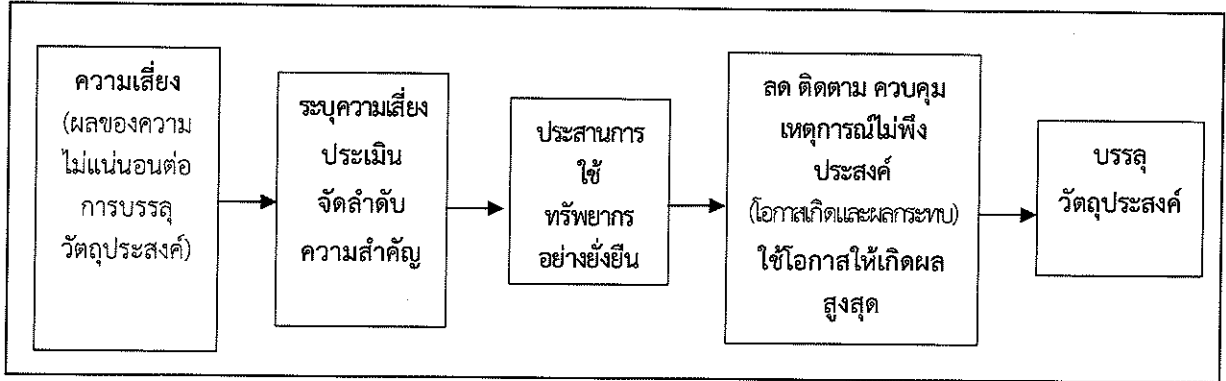 ความเสี่ยง
(ผลของความ
ไม่แน่นอนต่อ
การบรรลุ
วัตถุประสงค์)
ระบุความเสี่ยง
ประเมิน
จัดลำดับ
ความสำคัญ
ประสานการ
ใช้
ทรัพยากร
อย่างยั่งยืน
ลด ติดตาม ควบคุม
เหตุการณ์ไม่พึง
ประสงค์
(โอกาสเกิดและผลกระทบ)
ใช้โอกาสให้เกิดผล
สูงสุด
บรรลุ
วัตถุประสงค์